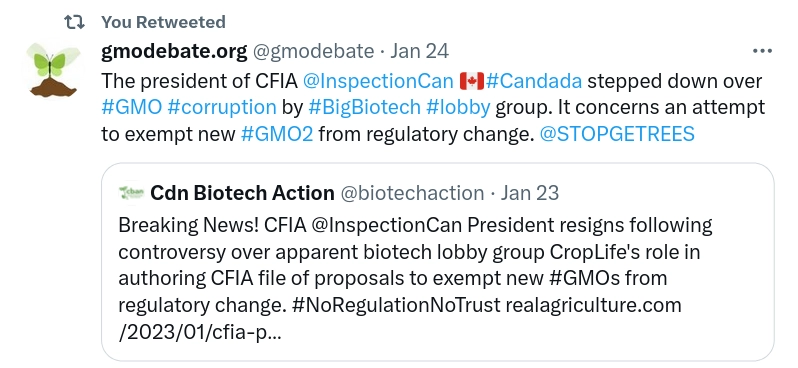 You Retweeted
gmodebate.org @gmodebate · Jan 24
The president of CFIA @InspectionCan 🇨🇦#Candada stepped down over
#GMO #corruption by #BigBiotech #lobby group. It concerns an attempt
to exempt new #GMO2 from regulatory change. @STOPGETREES
Cdn Biotech Action @biotechaction · Jan 23
Breaking News! CFIA @InspectionCan President resigns following
controversy over apparent biotech lobby group CropLife's role in
authoring CFIA file of proposals to exempt new #GMOs from
regulatory change. #NoRegulationNoTrust realagriculture.com
/2023/01/cfia-p…